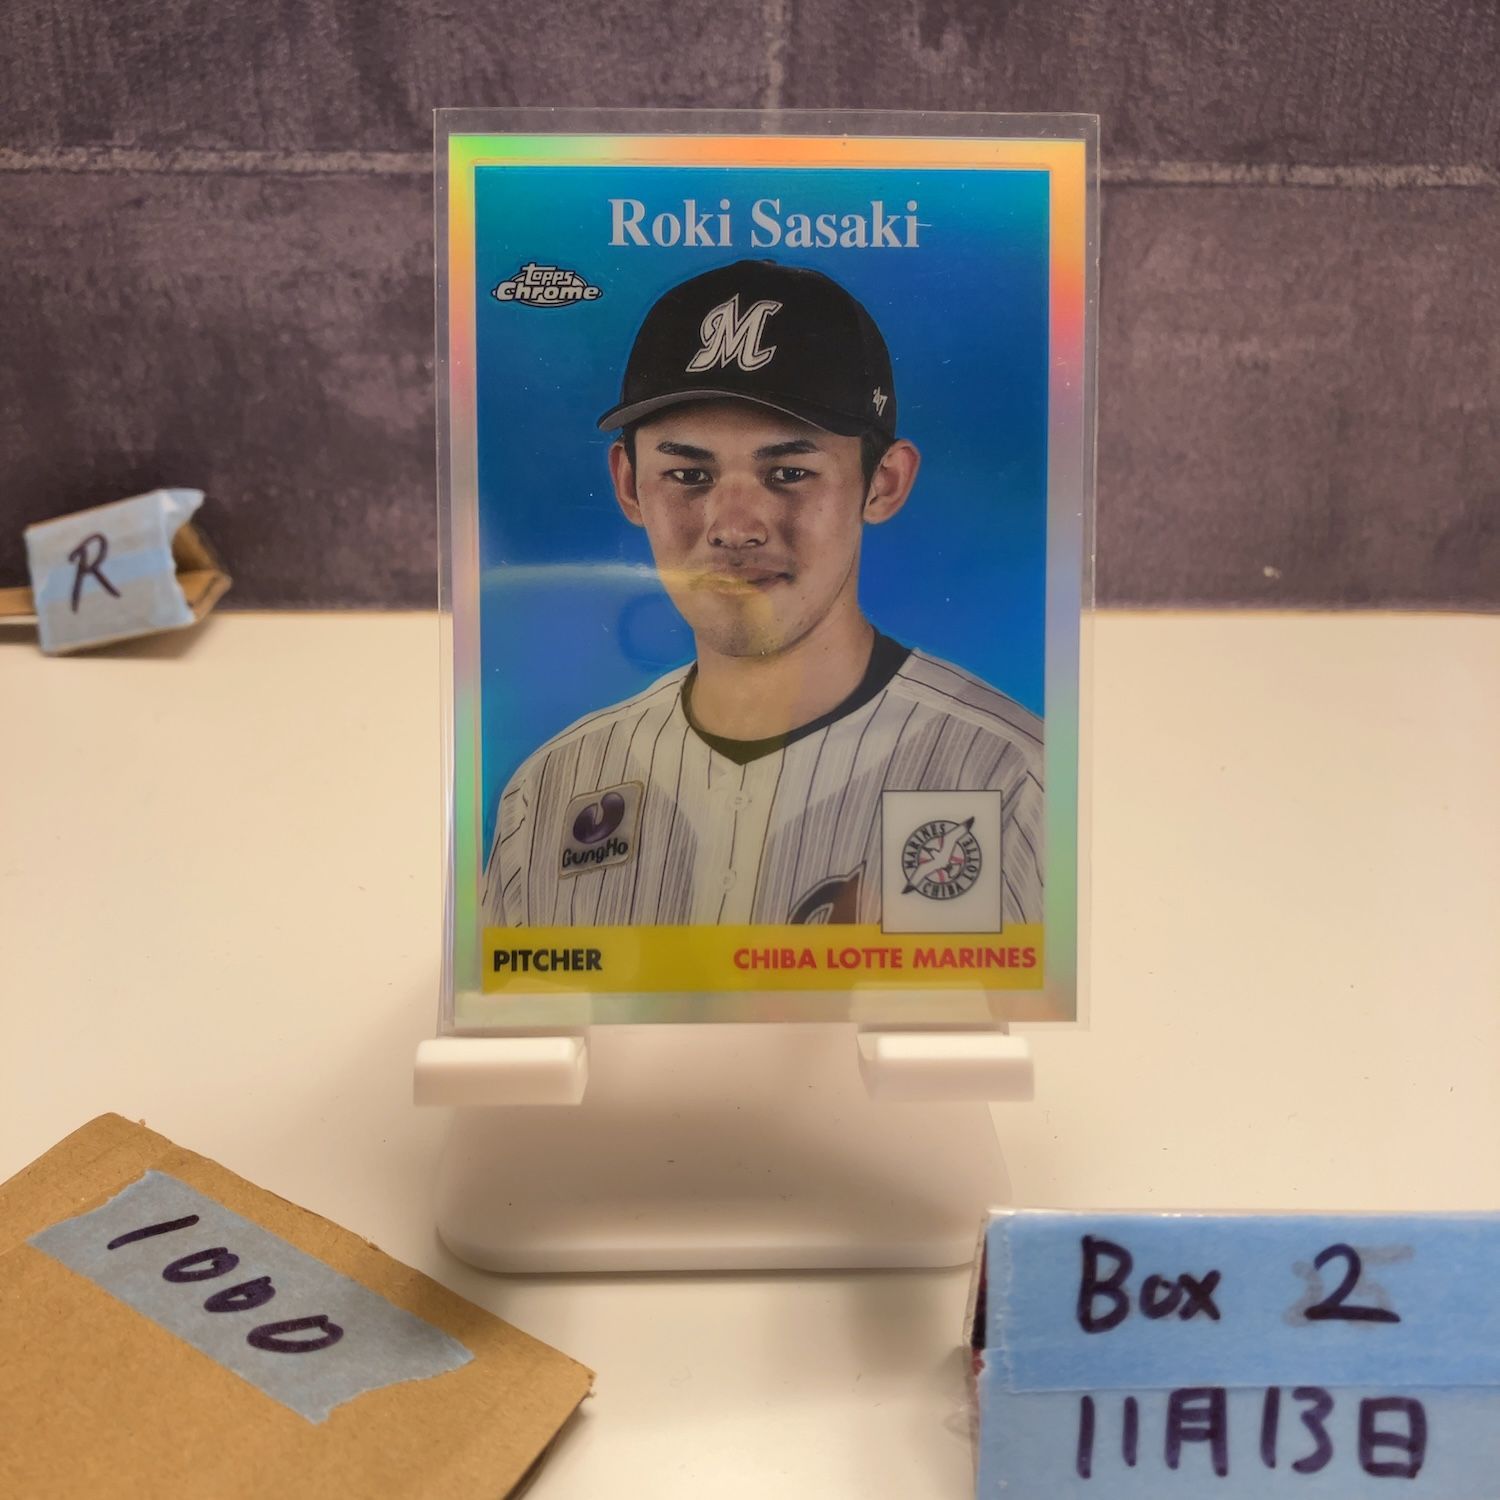 Roki Sasaki
Topps
Chrome
M
'47
R
GungHo
MARINES
CHIBA LOTTE
PITCHER
CHIBA LOTTE MARINES
1000
Box 2
11月13日